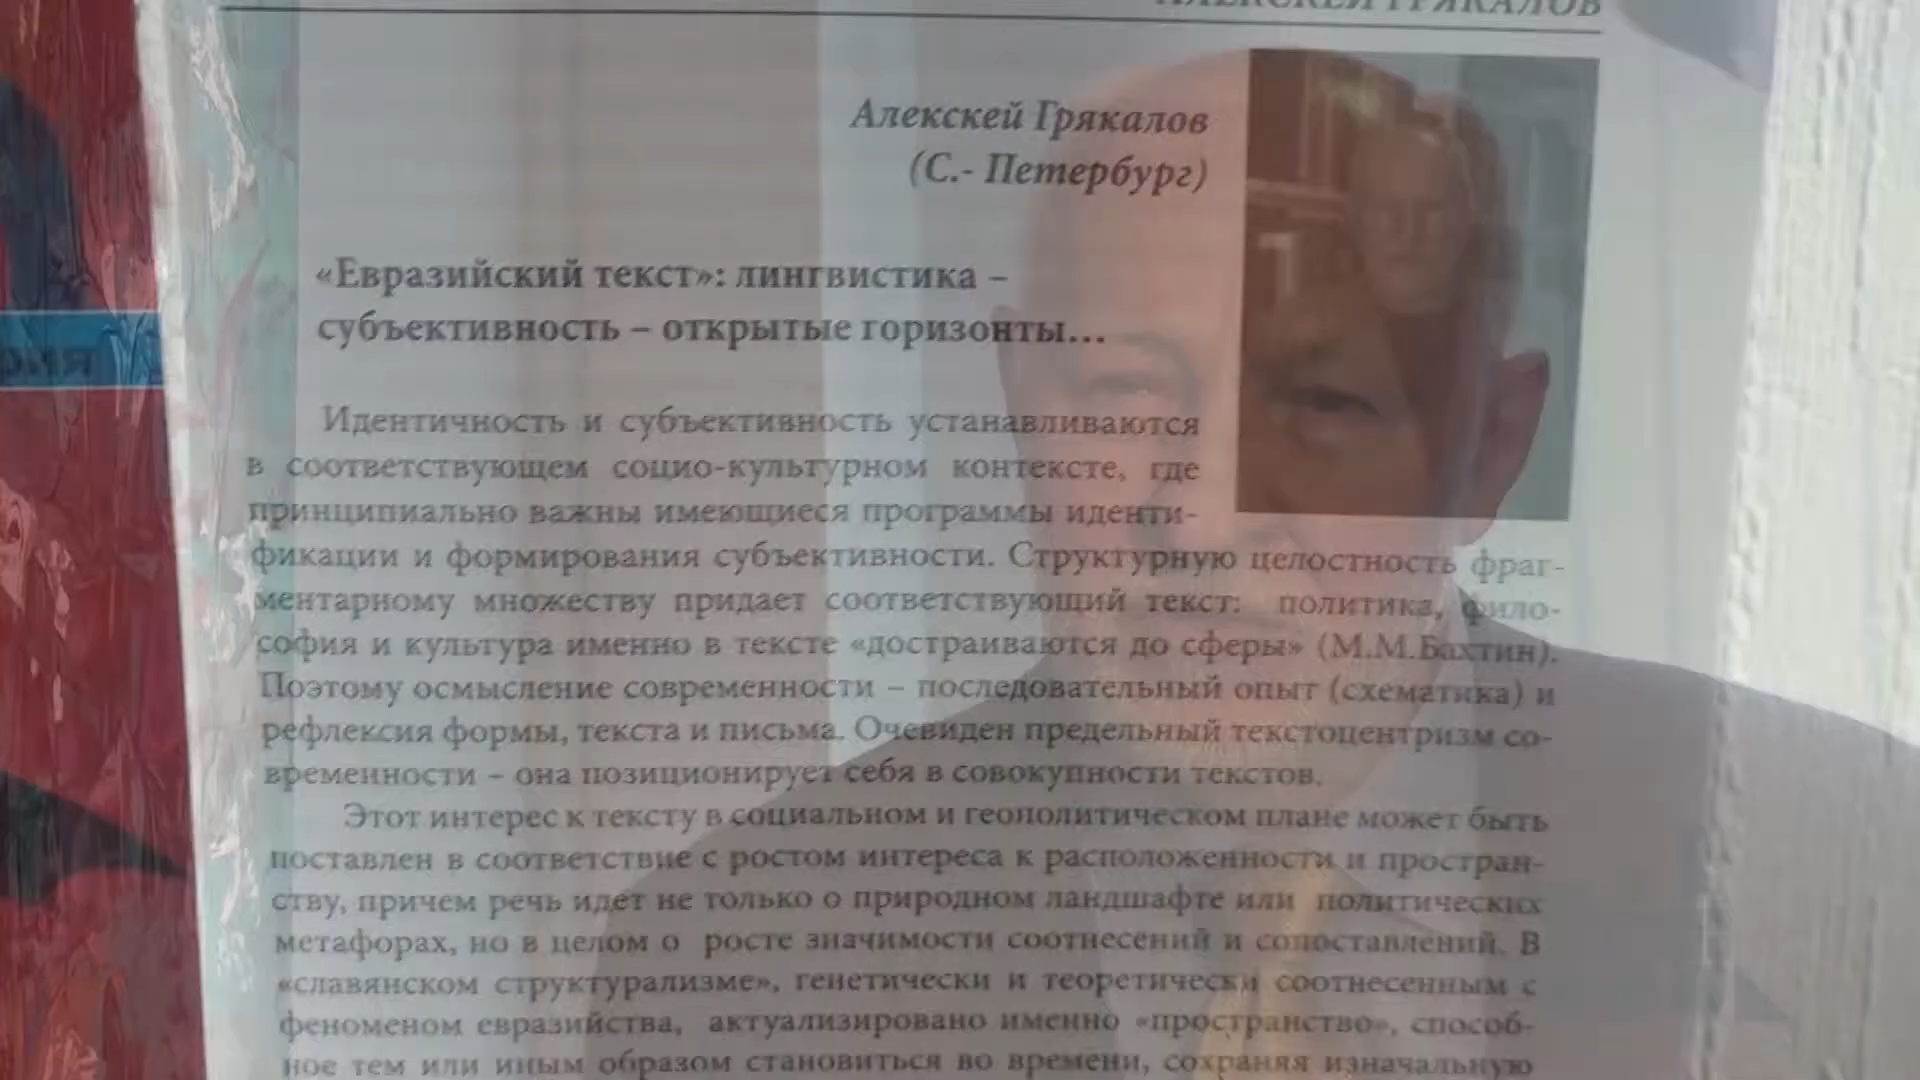 АЛЕКСКЕЙ ГРЯКАЛОВ
Алекскей Грякалов
(С.- Петербург)
«Евразийский текст»: лингвистика –
субъективность – открытые горизонты...
Идентичность и субъективность устанавливаются
в соответствующем социо-культурном контексте, где
принципиально важны имеющиеся программы иденти-
фикации и формирования субъективности. Структурную целостность фраг-
ментарному множеству придает соответствующий текст: политика, фило-
софия и культура именно в тексте «достраиваются до сферы» (М.М.Бахтин).
Поэтому осмысление современности – последовательный опыт (схематика) и
рефлексия формы, текста и письма. Очевиден предельный текстоцентризм со-
временности – она позиционирует себя в совокупности текстов.
Этот интерес к тексту в социальном и геополитическом плане может быть
поставлен в соответствие с ростом интереса к расположенности и простран-
ству, причем речь идет не только о природном ландшафте или политических
метафорах, но в целом о росте значимости соотнесений и сопоставлений. В
«славянском структурализме», генетически и теоретически соотнесенным с
феноменом евразийства, актуализировано именно «пространство», способ-
ное тем или иным образом становиться во времени, сохраняя изначальную